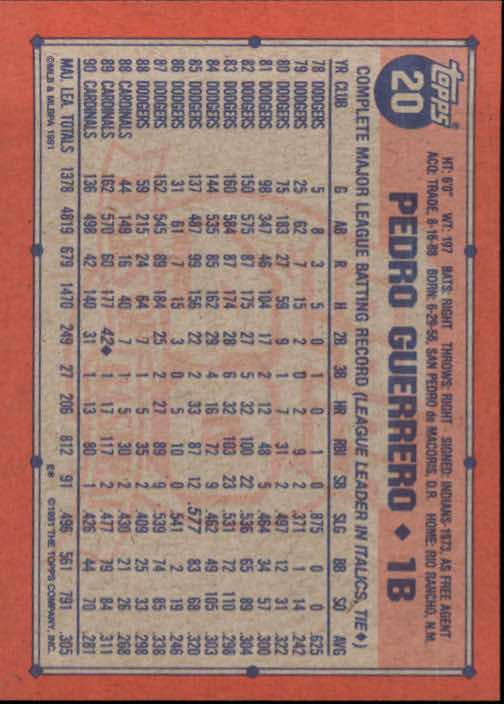 topps®
20
PEDRO GUERRERO ◆ 1B
HT: 6'0" WT: 197 BATS: RIGHT THROWS: RIGHT SIGNED: INDIANS-1973, AS FREE AGENT
ACQ: TRADE, 8-16-88 BORN: 6-29-56, SAN PEDRO de MACORIS, D.R. HOME: RIO RANCHO, N.M.
COMPLETE MAJOR LEAGUE BATTING RECORD (LEAGUE LEADER IN ITALICS, TIE◆)
YR CLUB G AB R H 2B 3B HR RBI SB SLG BB SO AVG
78 DODGERS 5 8 3 5 0 1 0 1 0 .875 0 0 .625
79 DODGERS 25 62 7 15 2 0 2 9 2 .371 1 14 .242
80 DODGERS 75 183 27 59 9 1 7 31 2 .497 12 31 .322
81 DODGERS 98 347 46 104 17 2 12 48 5 .464 34 57 .300
82 DODGERS 150 575 87 175 27 5 32 100 22 .536 65 89 .304
83 DODGERS 160 584 87 174 28 6 32 103 23 .531 72 110 .298
84 DODGERS 144 535 85 162 29 4 16 72 9 .462 49 105 .303
85 DODGERS 137 487 99 156 22 2 33 87 12 .577 83 68 .320
86 DODGERS 31 61 7 15 3 0 5 10 0 .541 2 19 .246
87 DODGERS 152 545 89 184 25 2 27 89 9 .539 74 85 .338
88 DODGERS 59 215 24 64 7 1 5 35 2 .409 25 33 .298
88 CARDINALS 44 149 16 40 7 1 5 30 2 .430 21 26 .268
89 CARDINALS 162 570 60 177 42◆ 1 17 117 2 .477 79 84 .311
90 CARDINALS 136 498 42 140 31 1 13 80 1 .426 44 70 .281
MAJ. LEA. TOTALS 1378 4819 679 1470 249 27 206 812 91 .496 561 791 .305
©MLB & MLBPA 1991 E* ©1991 THE TOPPS COMPANY, INC.